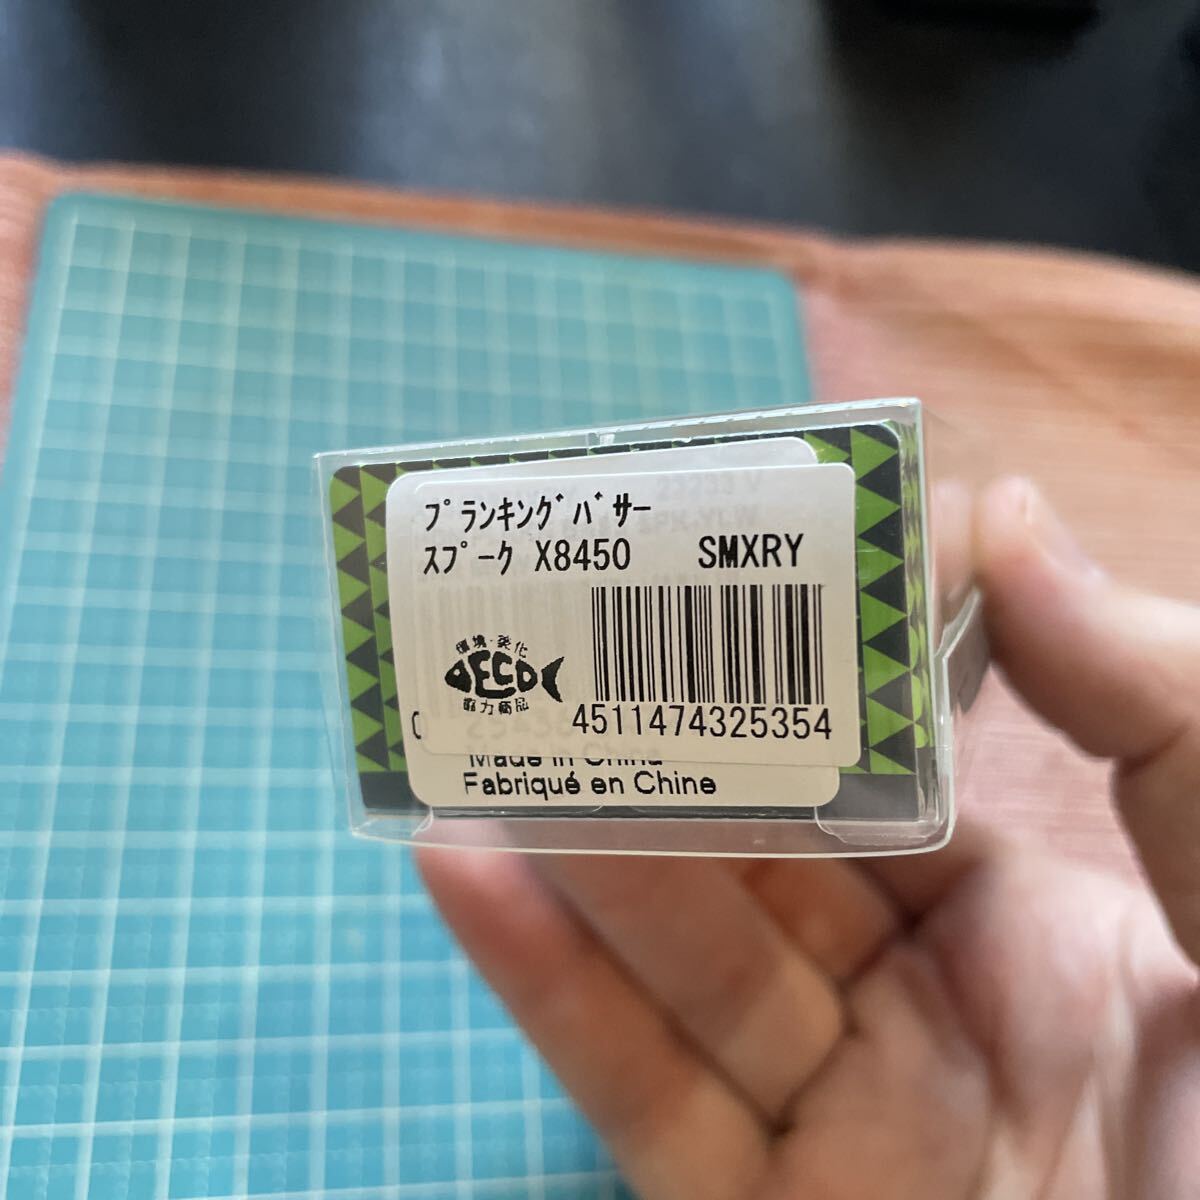 プランキングバサー
スプーク X8450 SMXRY
環境・美化
ECO
協力商品
4511474325354
Made in China
Fabriqué en Chine